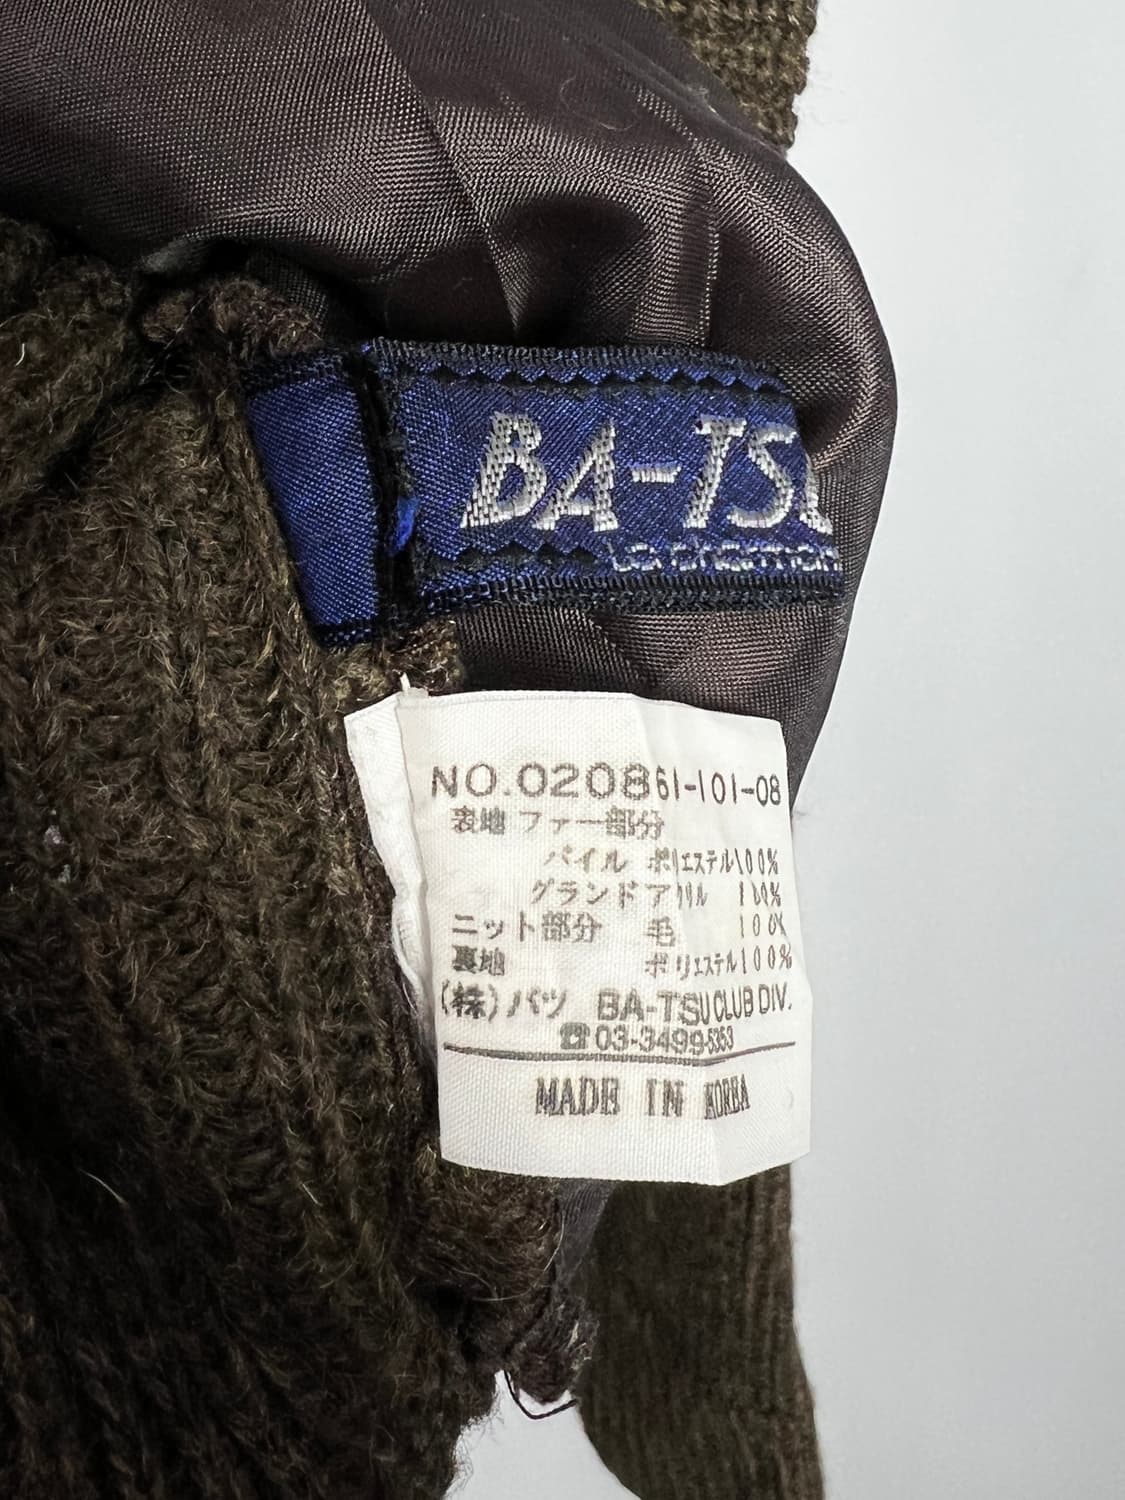 BA-TSU
NO.020861-101-08
表地 ファー部分
パイル ポリエステル100%
グランド アクリル 100%
ニット部分 毛 100%
裏地 ポリエステル100%
(株)バツ BA-TSU CLUB DIV.
☎03-3499-5353
MADE IN KOREA